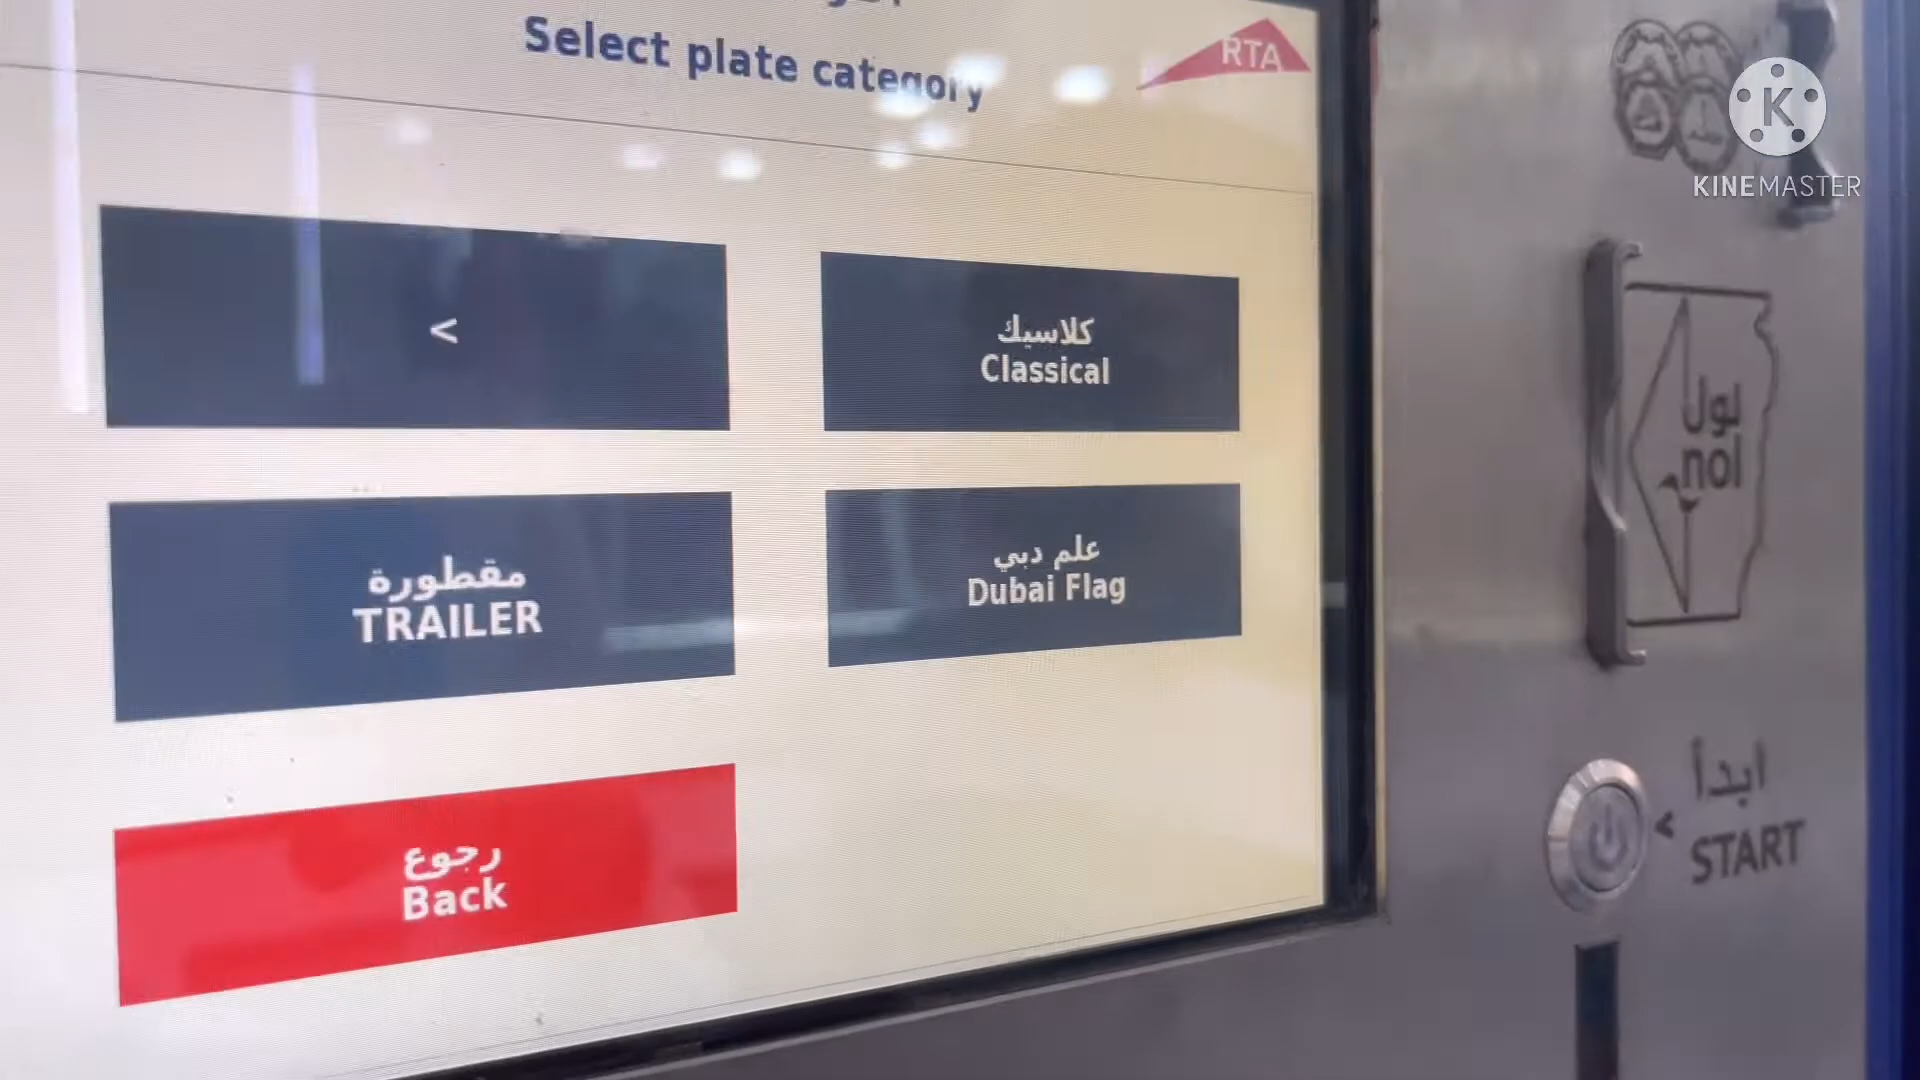 Select plate category
RTA
<
كلاسيك
Classical
مقطورة
TRAILER
علم دبي
Dubai Flag
رجوع
Back
KINEMASTER
نول
nol
ابدأ
< START